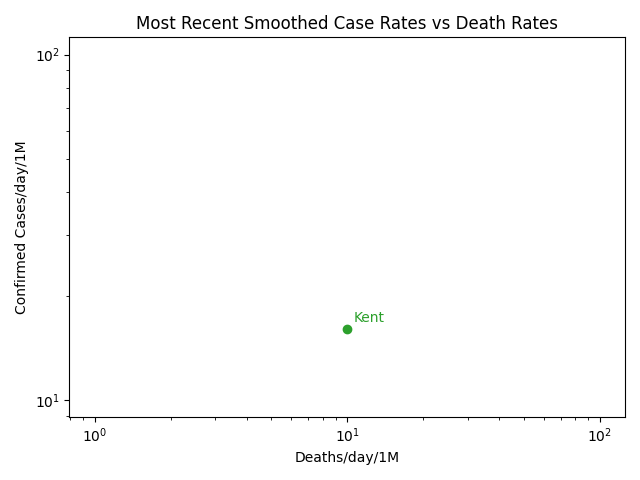 Most Recent Smoothed Case Rates vs Death Rates
10²
Confirmed Cases/day/1M
Kent
10¹
10⁰ 10¹ 10²
Deaths/day/1M